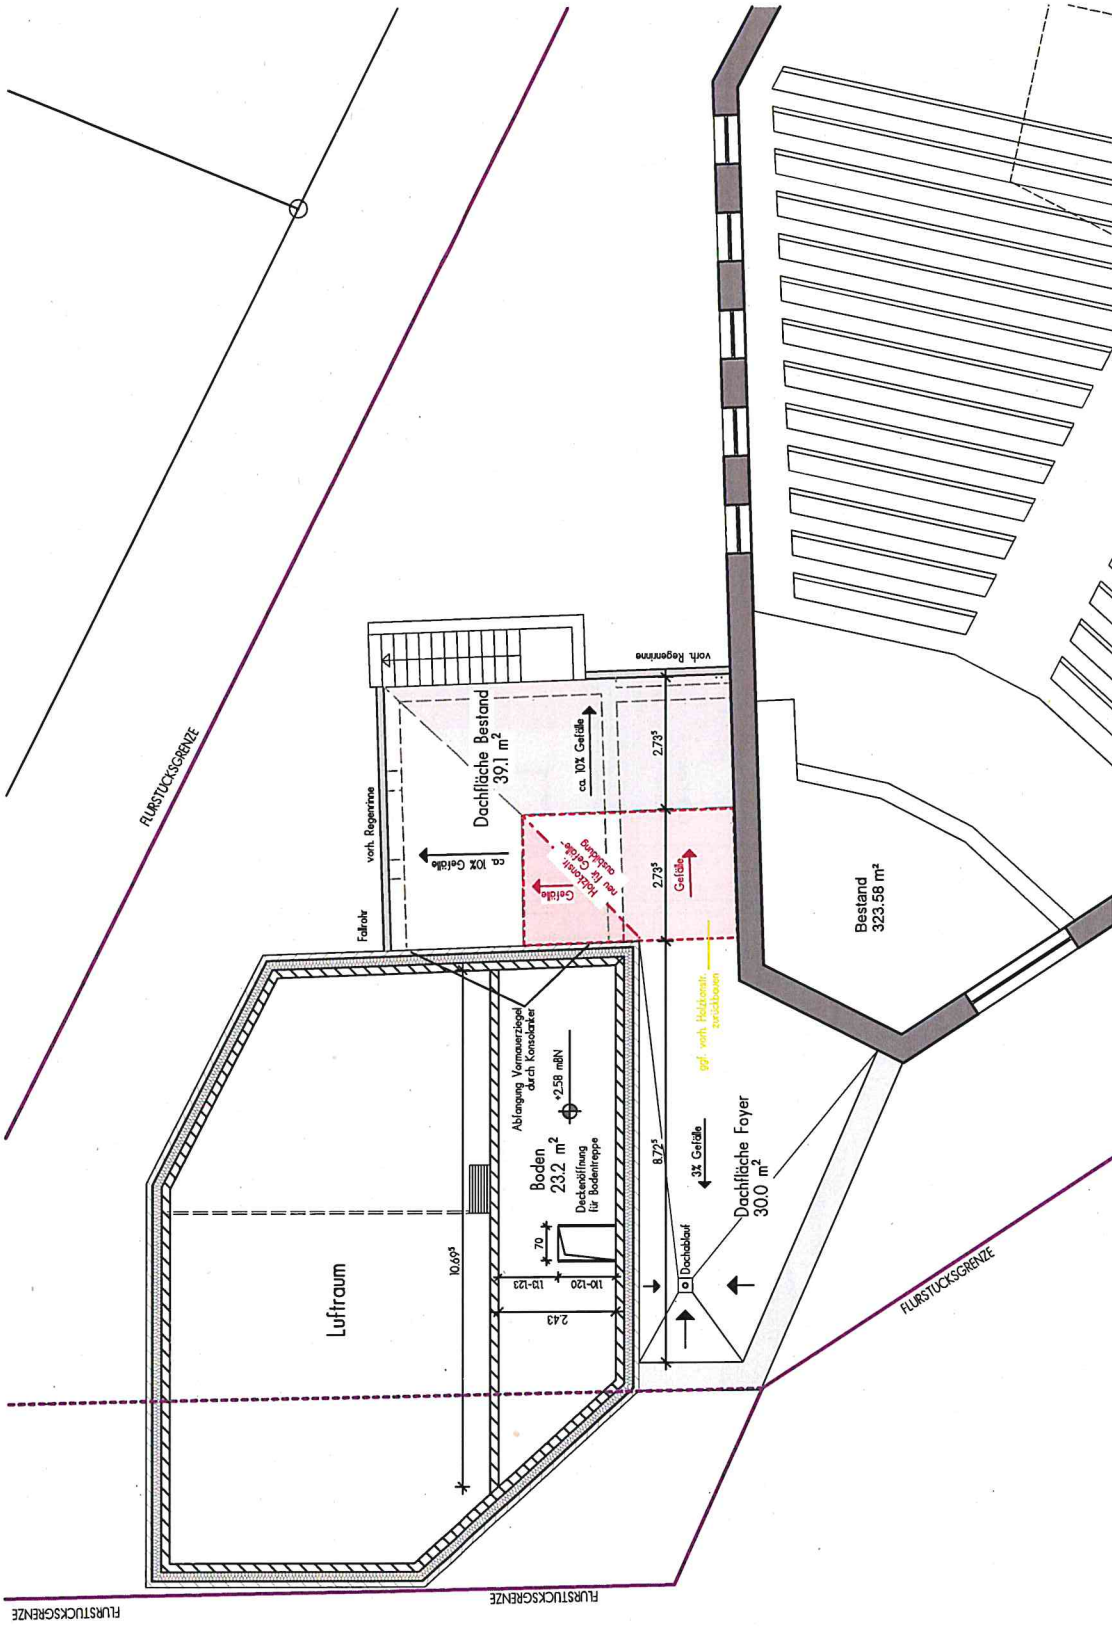 FLURSTÜCKSGRENZE
vorh. Regenrinne
Fallrohr
ca. 10% Gefälle
Dachfläche Bestand
39.1 m²
ca. 10% Gefälle
vorh. Regenrinne
Holzkonstr.
neu für Gefälle-
ausbildung
Gefälle
Gefälle
2.73⁵
2.73⁵
8.72⁵
ggf. vorh. Holzkonstr.
zurückbauen
Bestand
323.58 m²
Luftraum
10.69⁵
Abfangung Vormauerziegel
durch Konsolanker
+2.58 mBN
Boden
23.2 m²
Deckenöffnung
für Bodentreppe
70
113-123
110-120
2.43
3% Gefälle
Dachfläche Foyer
30.0 m²
Dachablauf
FLURSTÜCKSGRENZE
FLURSTÜCKSGRENZE
FLURSTÜCKSGRENZE